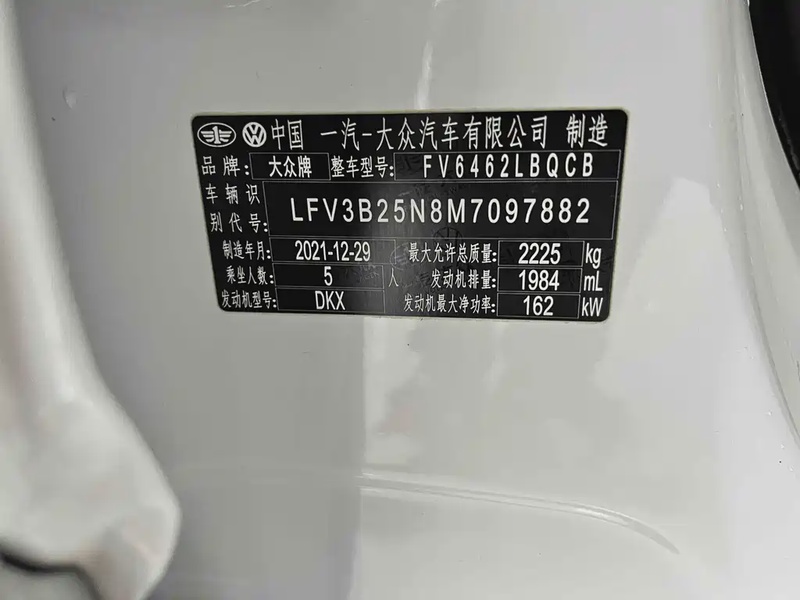 中国 一汽-大众汽车有限公司 制造
品牌: 大众牌 整车型号: FV6462LBQCB
车辆识别代号: LFV3B25N8M7097882
制造年月: 2021-12-29 最大允许总质量: 2225 kg
乘坐人数: 5 人 发动机排量: 1984 mL
发动机型号: DKX 发动机最大净功率: 162 kW